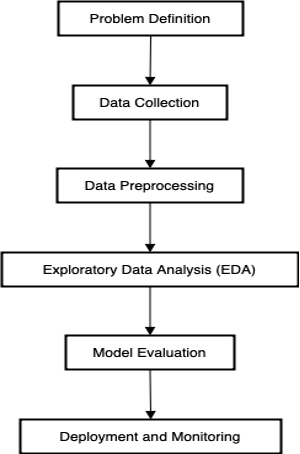 Problem Definition
Data Collection
Data Preprocessing
Exploratory Data Analysis (EDA)
Model Evaluation
Deployment and Monitoring